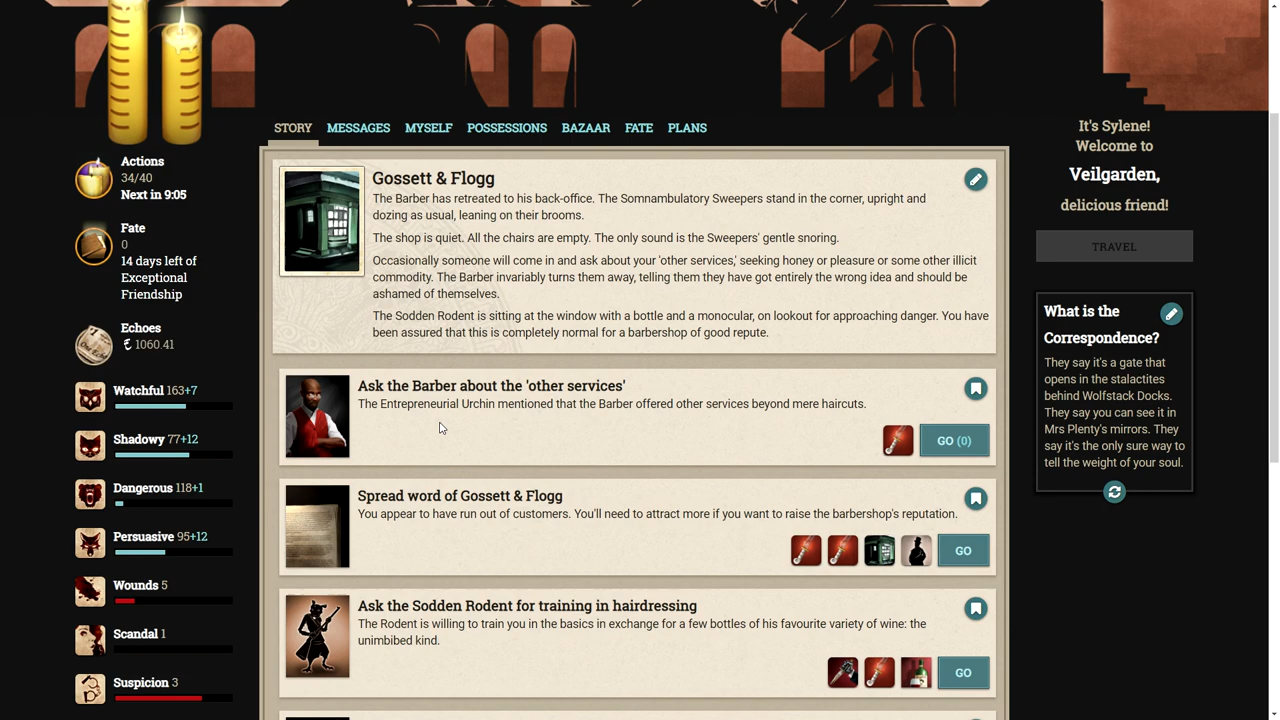 STORY MESSAGES MYSELF POSSESSIONS BAZAAR FATE PLANS
Actions
34/40
Next in 9:05
Fate
0
14 days left of
Exceptional
Friendship
Echoes
1060.41
Watchful 163+7
Shadowy 77+12
Dangerous 118+1
Persuasive 95+12
Wounds 5
Scandal 1
Suspicion 3
Gossett & Flogg
The Barber has retreated to his back-office. The Somnambulatory Sweepers stand in the corner, upright and
dozing as usual, leaning on their brooms.
The shop is quiet. All the chairs are empty. The only sound is the Sweepers' gentle snoring.
Occasionally someone will come in and ask about your 'other services,' seeking honey or pleasure or some other illicit
commodity. The Barber invariably turns them away, telling them they have got entirely the wrong idea and should be
ashamed of themselves.
The Sodden Rodent is sitting at the window with a bottle and a monocular, on lookout for approaching danger. You have
been assured that this is completely normal for a barbershop of good repute.
Ask the Barber about the 'other services'
The Entrepreneurial Urchin mentioned that the Barber offered other services beyond mere haircuts.
GO (0)
Spread word of Gossett & Flogg
You appear to have run out of customers. You'll need to attract more if you want to raise the barbershop's reputation.
GO
Ask the Sodden Rodent for training in hairdressing
The Rodent is willing to train you in the basics in exchange for a few bottles of his favourite variety of wine: the
unimbibed kind.
GO
It's Sylene!
Welcome to
Veilgarden,
delicious friend!
TRAVEL
What is the
Correspondence?
They say it's a gate that
opens in the stalactites
behind Wolfstack Docks.
They say you can see it in
Mrs Plenty's mirrors. They
say it's the only sure way to
tell the weight of your soul.